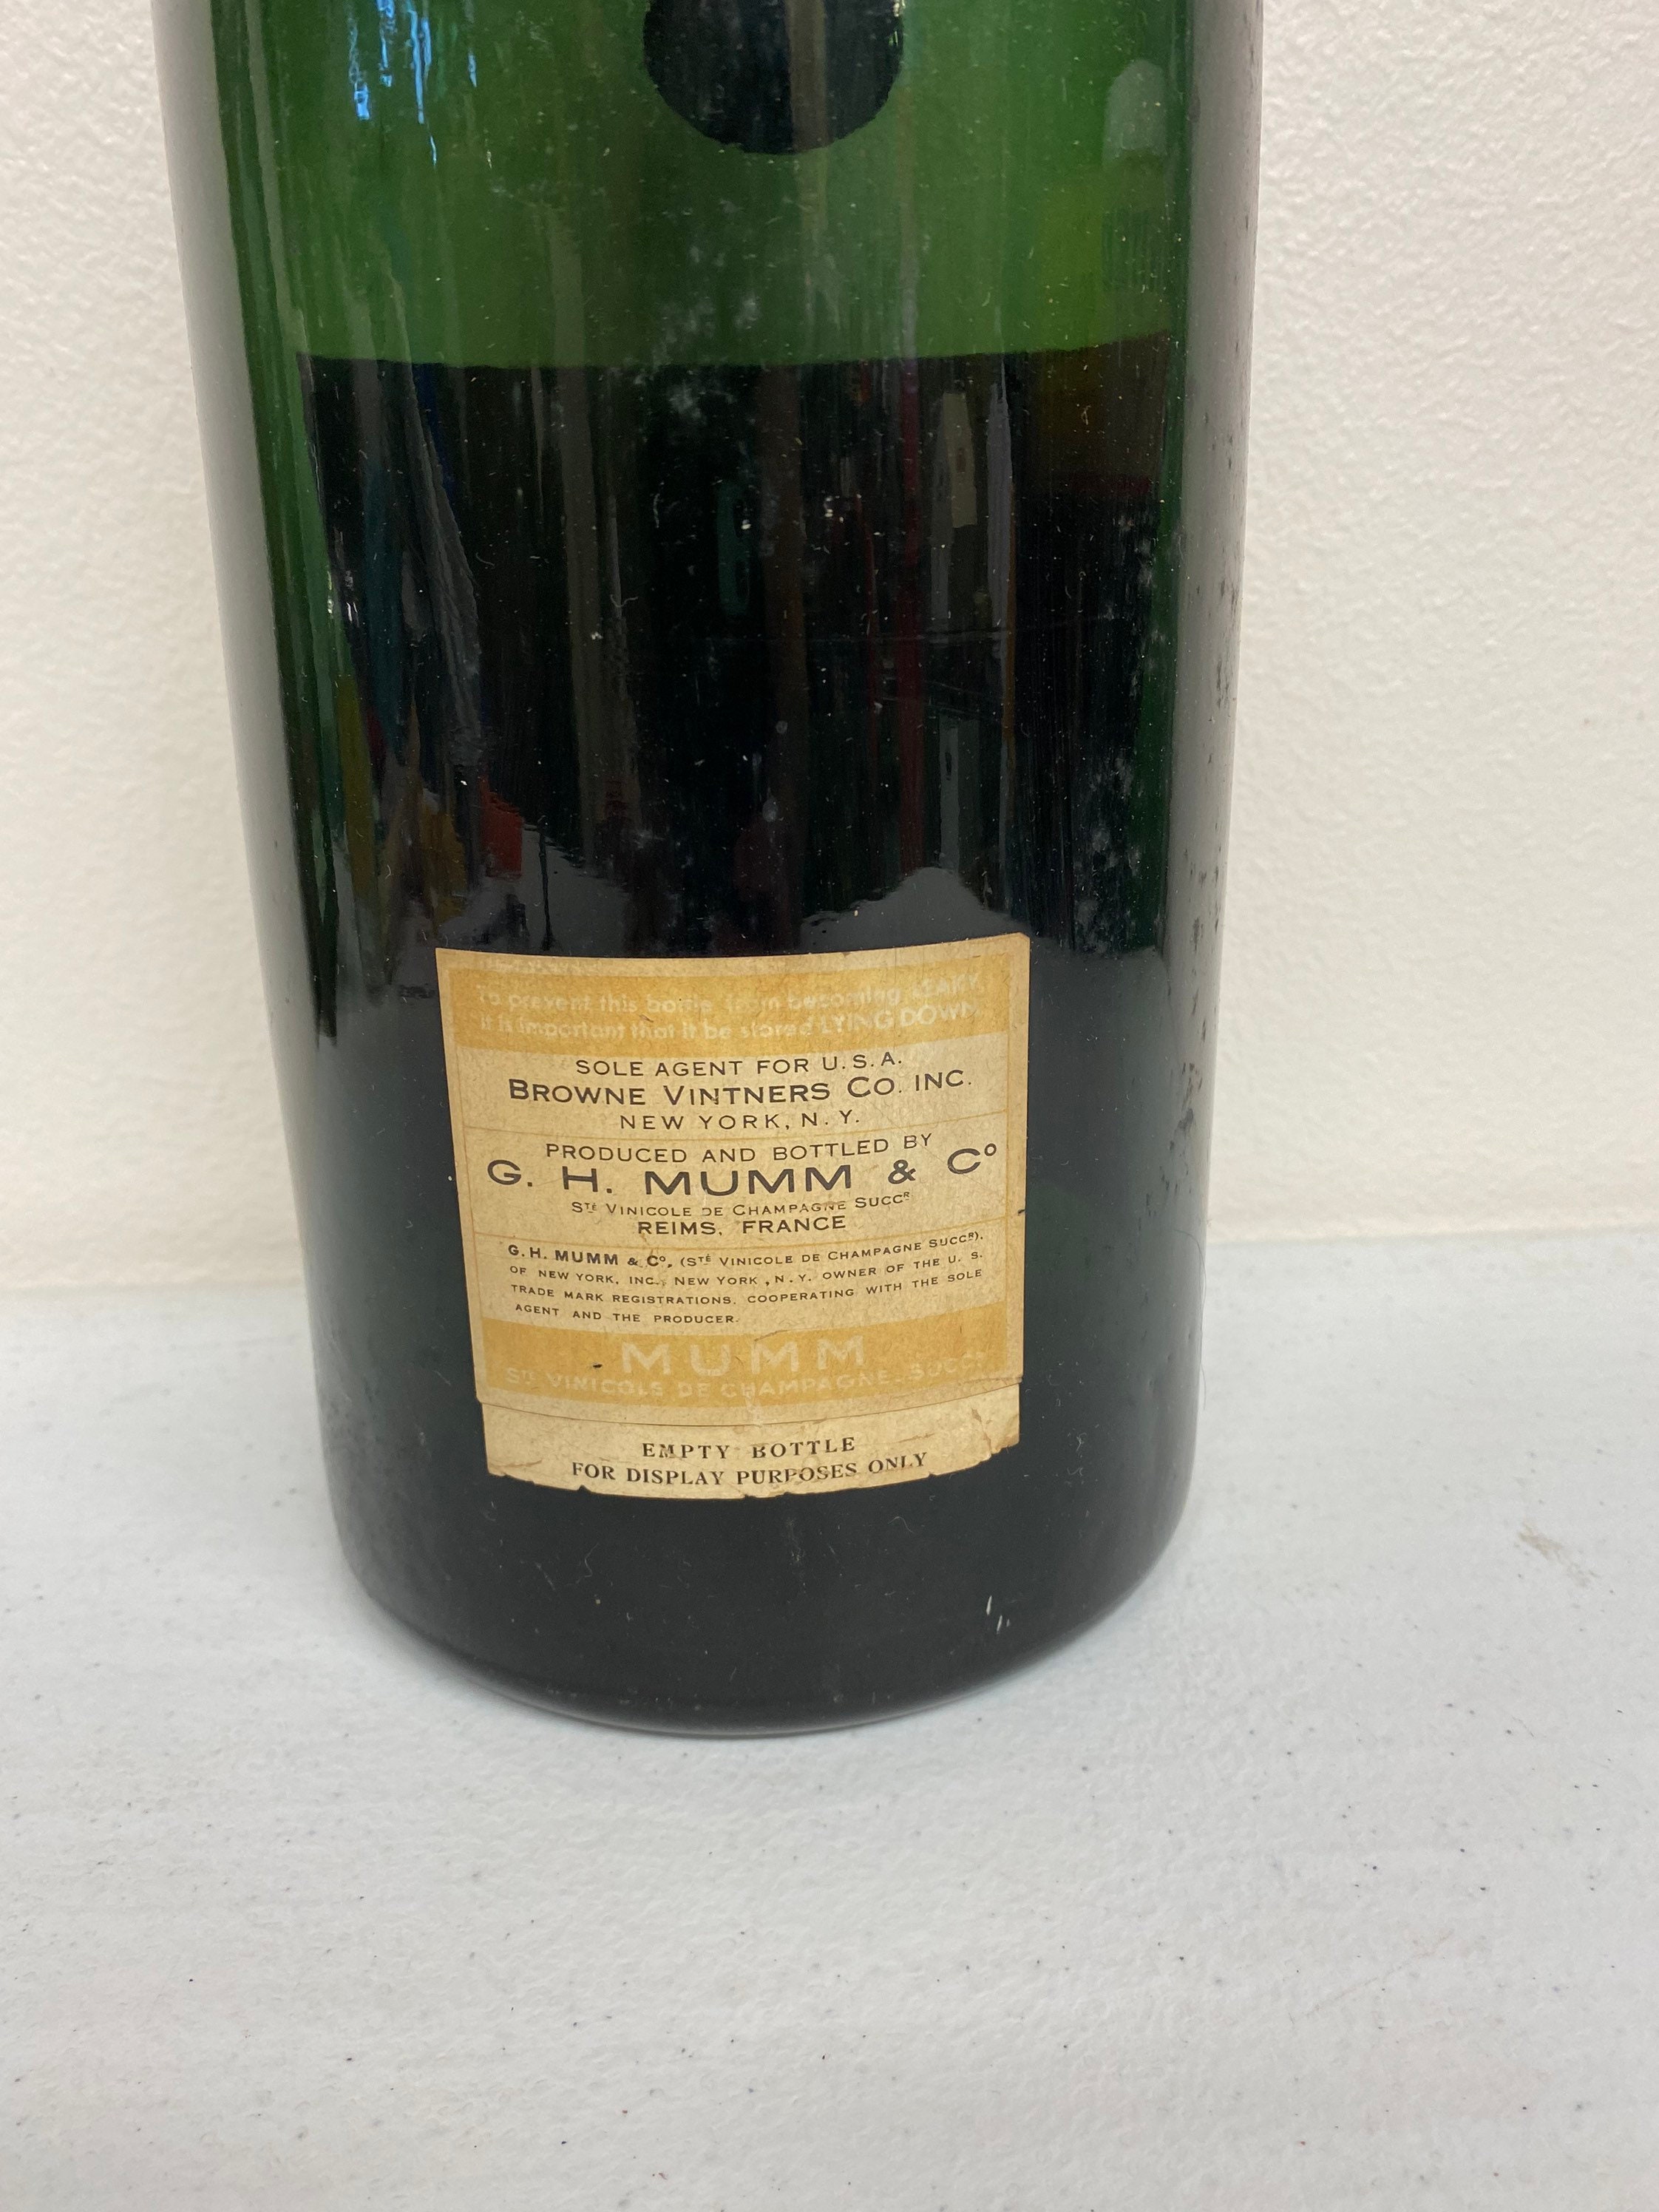 To prevent this bottle from becoming LEAKY,
it is important that it be stored LYING DOWN.
SOLE AGENT FOR U.S.A.
BROWNE VINTNERS CO. INC.
NEW YORK, N.Y.
PRODUCED AND BOTTLED BY
G. H. MUMM & Cº
Sᵗᵉ VINICOLE DE CHAMPAGNE SUCCᴿ
REIMS, FRANCE
G.H. MUMM & Cº, (Sᵀᴱ VINICOLE DE CHAMPAGNE SUCCᴿ).
OF NEW YORK, INC., NEW YORK, N.Y. OWNER OF THE U. S.
TRADE MARK REGISTRATIONS. COOPERATING WITH THE SOLE
AGENT AND THE PRODUCER.
MUMM
Sᵗᵉ VINICOLE DE CHAMPAGNE. SUCCᴿ
EMPTY BOTTLE
FOR DISPLAY PURPOSES ONLY